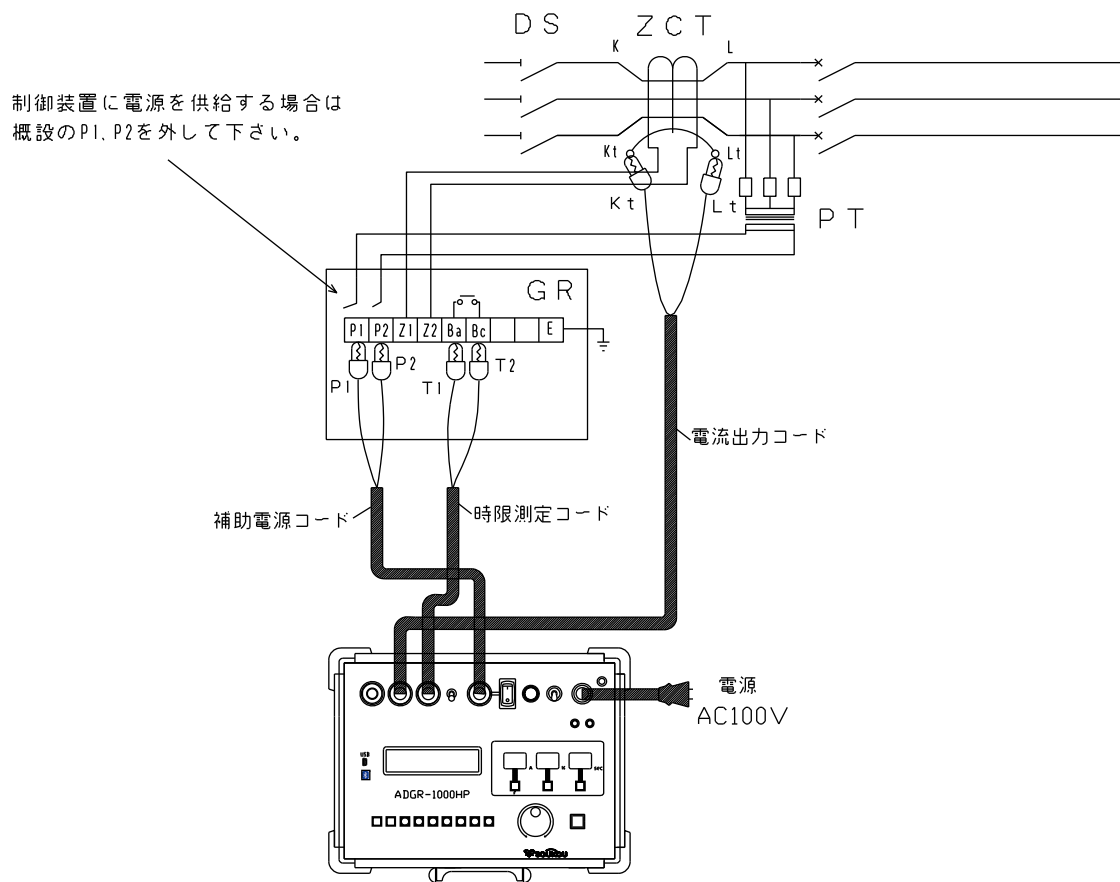 DS
ZCT
K
L
制御装置に電源を供給する場合は
概設のP1、P2を外して下さい。
Kt
Lt
Kt
Lt
PT
GR
P1 P2 Z1 Z2 Ba Bc E
P1
P2
T1
T2
電流出力コード
補助電源コード
時限測定コード
電源
AC100V
USB
A
sec
ADGR-1000HP
SOUKOU